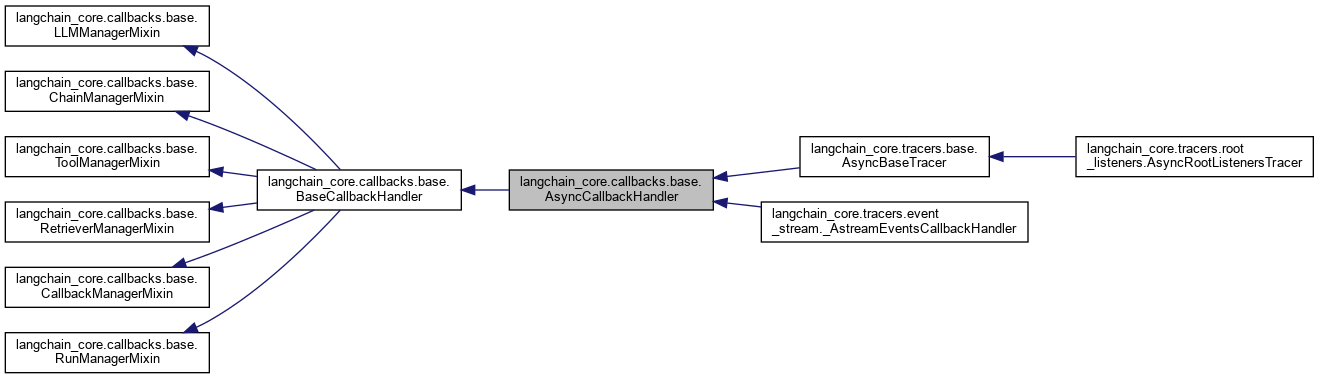 langchain_core.callbacks.base.
LLMManagerMixin
langchain_core.callbacks.base.
ChainManagerMixin
langchain_core.callbacks.base.
ToolManagerMixin
langchain_core.callbacks.base.
RetrieverManagerMixin
langchain_core.callbacks.base.
CallbackManagerMixin
langchain_core.callbacks.base.
RunManagerMixin
langchain_core.callbacks.base.
BaseCallbackHandler
langchain_core.callbacks.base.
AsyncCallbackHandler
langchain_core.tracers.base.
AsyncBaseTracer
langchain_core.tracers.event
_stream._AstreamEventsCallbackHandler
langchain_core.tracers.root
_listeners.AsyncRootListenersTracer